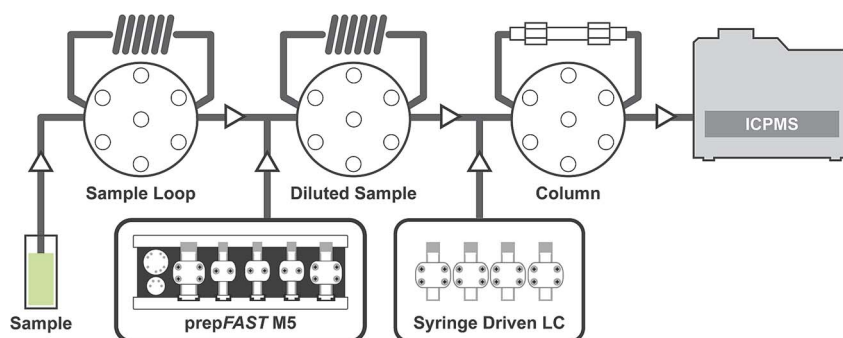 ICPMS
Sample Loop
Diluted Sample
Column
Sample
prepFAST M5
Syringe Driven LC